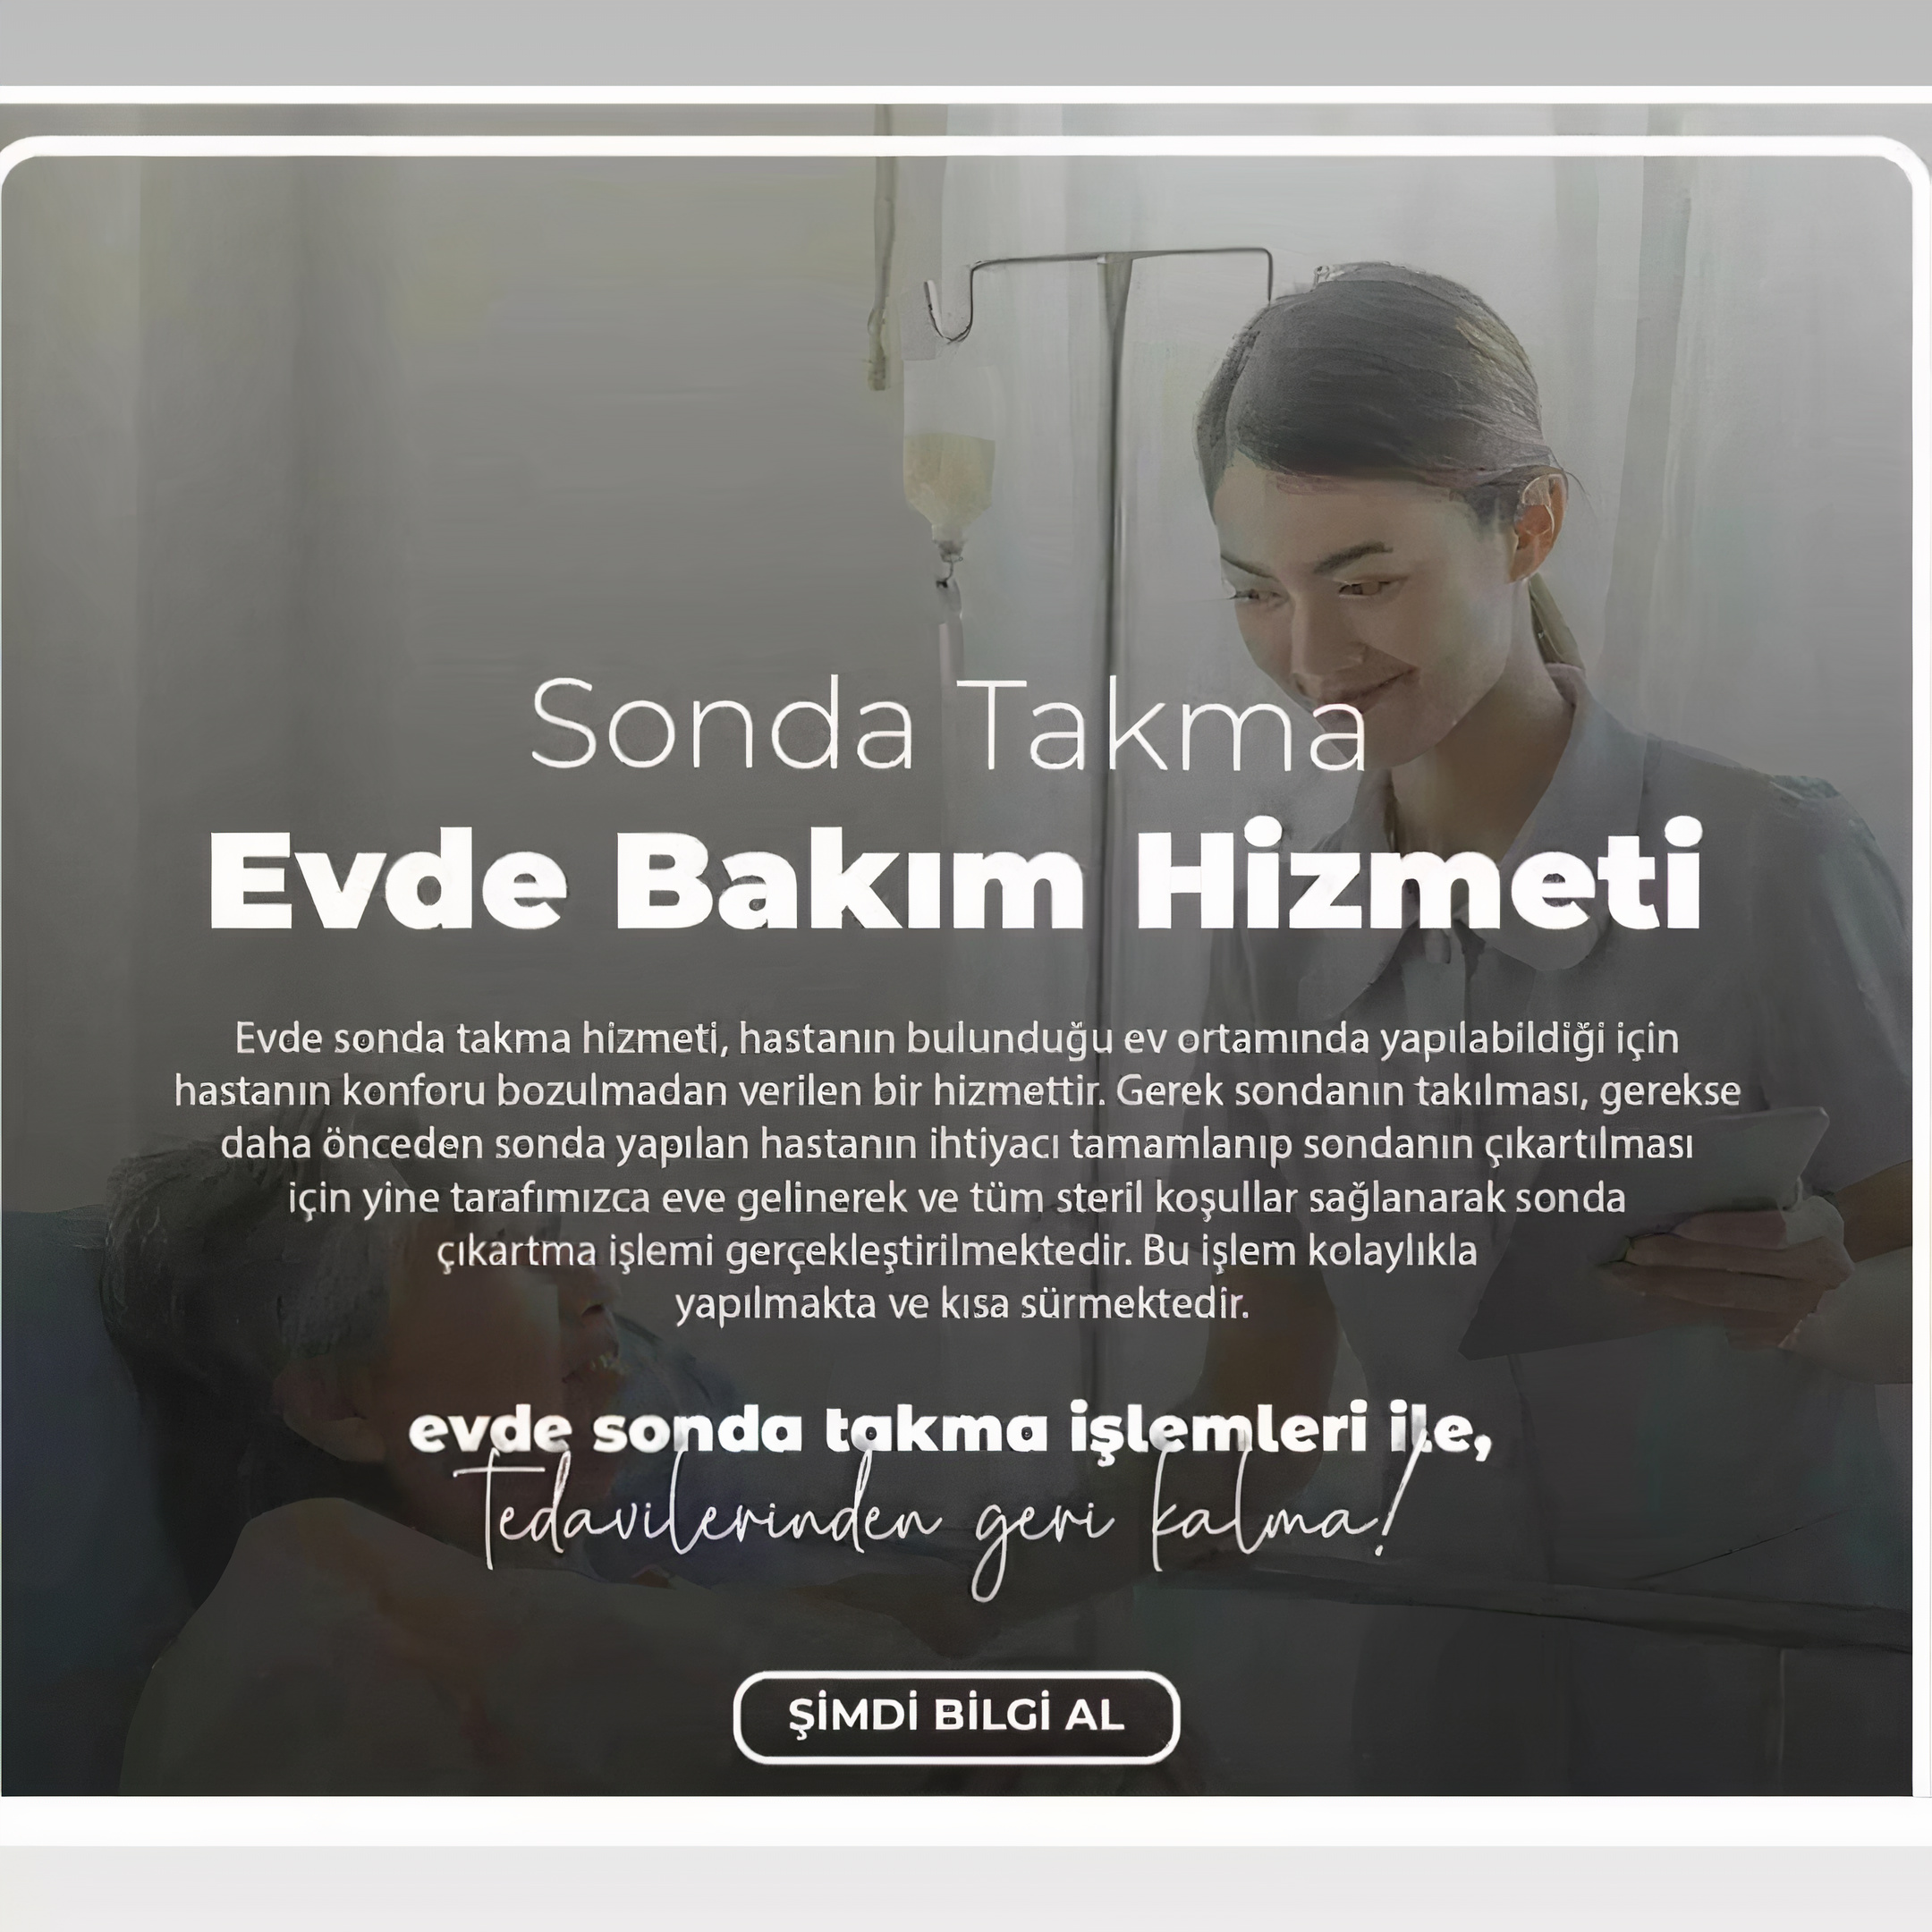 Sonda Takma
Evde Bakım Hizmeti
Evde sonda takma hizmeti, hastanın bulunduğu ev ortamında yapılabildiği için
hastanın konforu bozulmadan verilen bir hizmettir. Gerek sondanın takılması, gerekse
daha önceden sonda yapılan hastanın ihtiyacı tamamlanıp sondanın çıkartılması
için yine tarafımızca eve gelinerek ve tüm steril koşullar sağlanarak sonda
çıkartma işlemi gerçekleştirilmektedir. Bu işlem kolaylıkla
yapılmakta ve kısa sürmektedir.
evde sonda takma işlemleri ile,
Tedavilerinden geri kalma!
ŞİMDİ BİLGİ AL